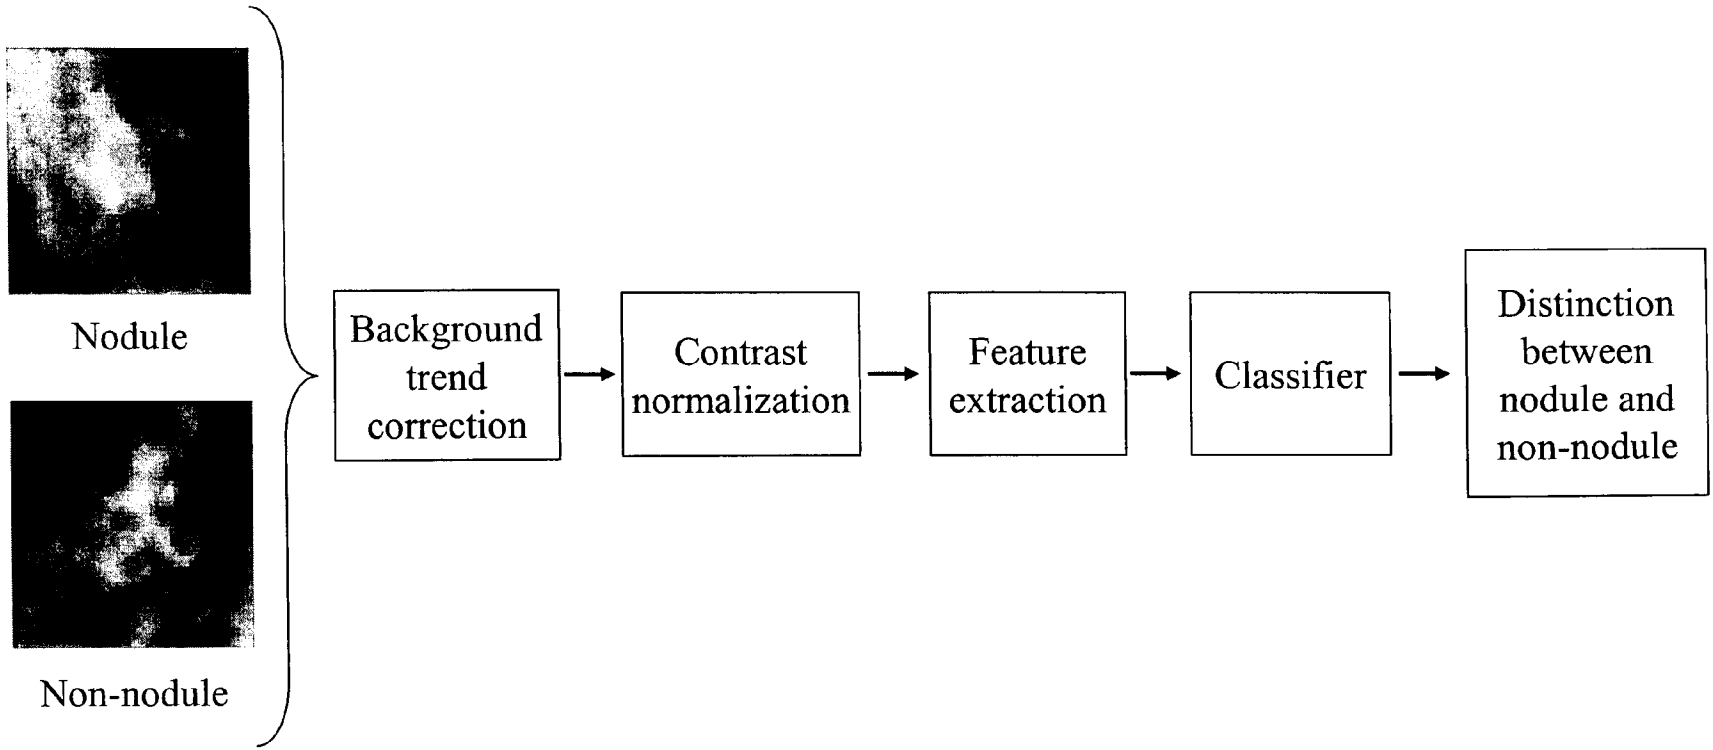 Nodule
Non-nodule
Background
trend
correction
Contrast
normalization
Feature
extraction
Classifier
Distinction
between
nodule and
non-nodule